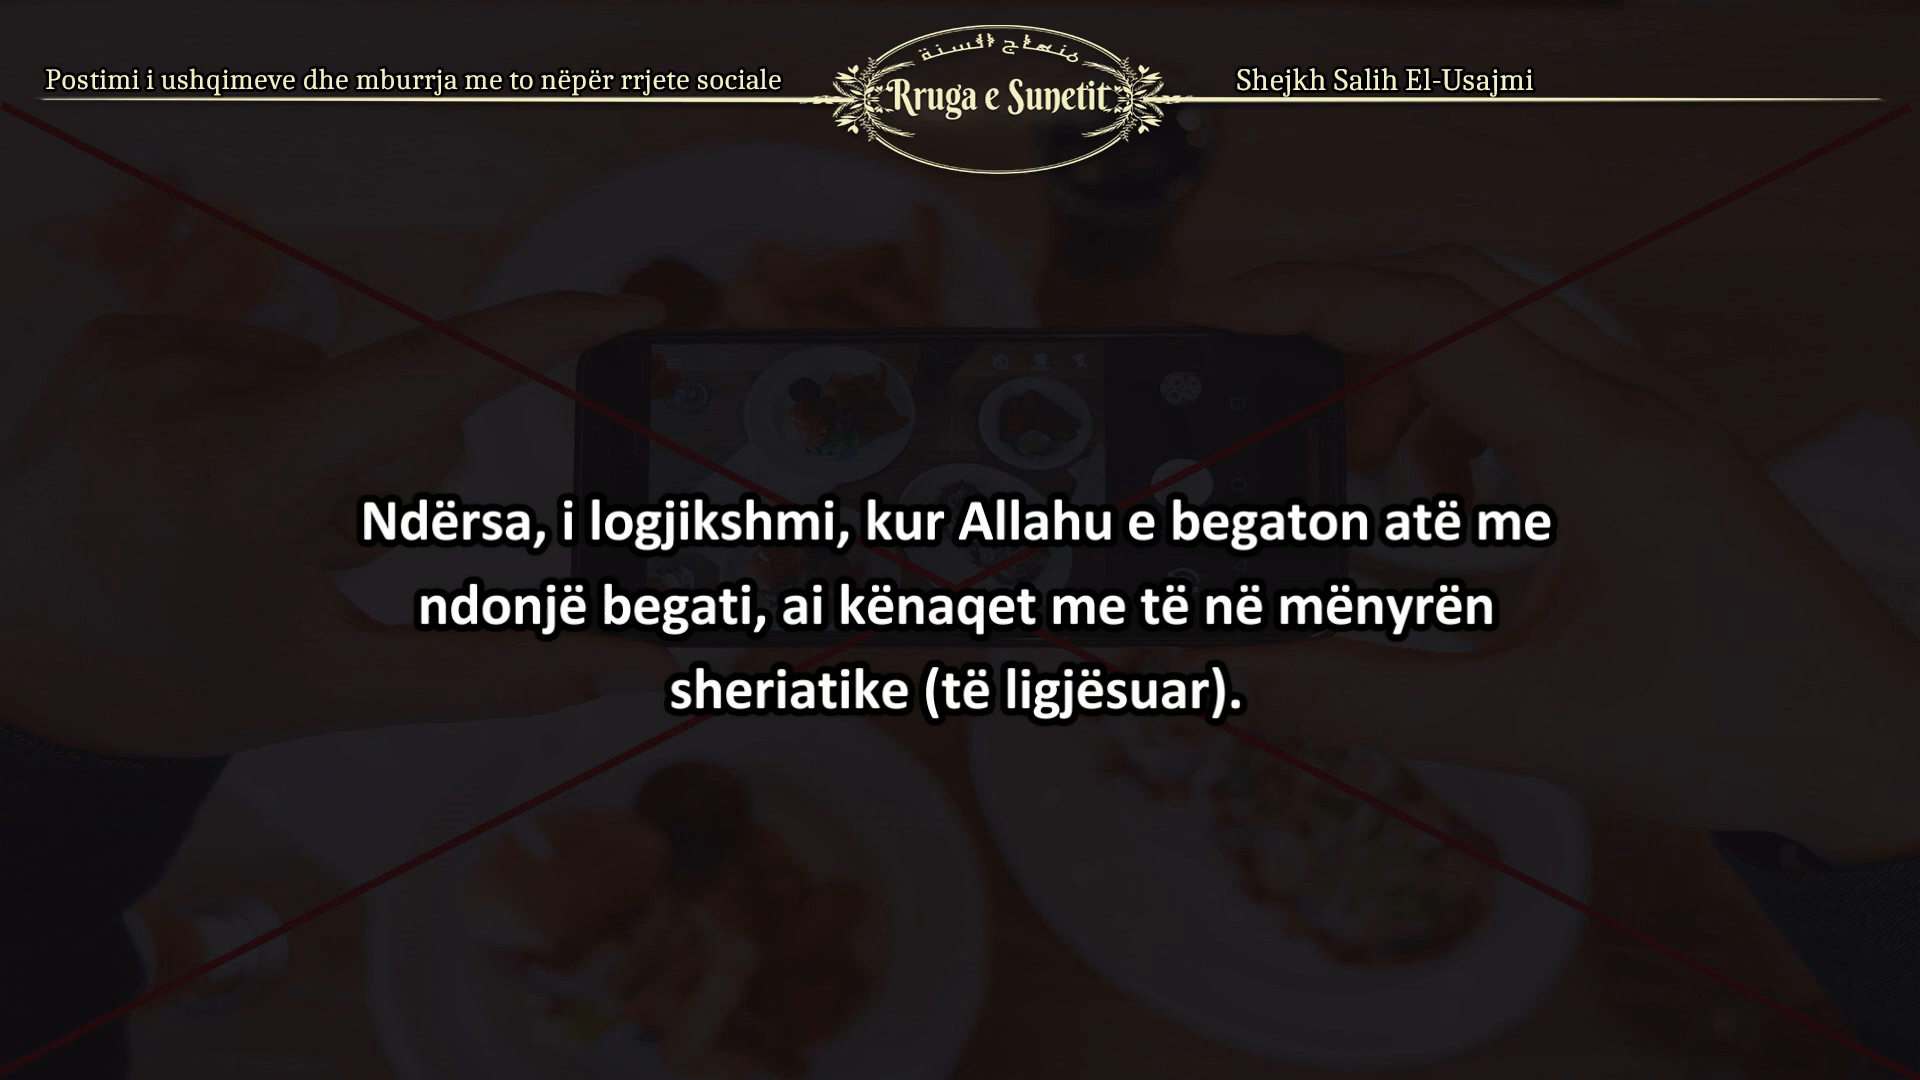 Postimi i ushqimeve dhe mburrja me to nëpër rrjete sociale
منهاج السنة
Rruga e Sunetit
Shejkh Salih El-Usajmi
Ndërsa, i logjikshmi, kur Allahu e begaton atë me
ndonjë begati, ai kënaqet me të në mënyrën
sheriatike (të ligjësuar).